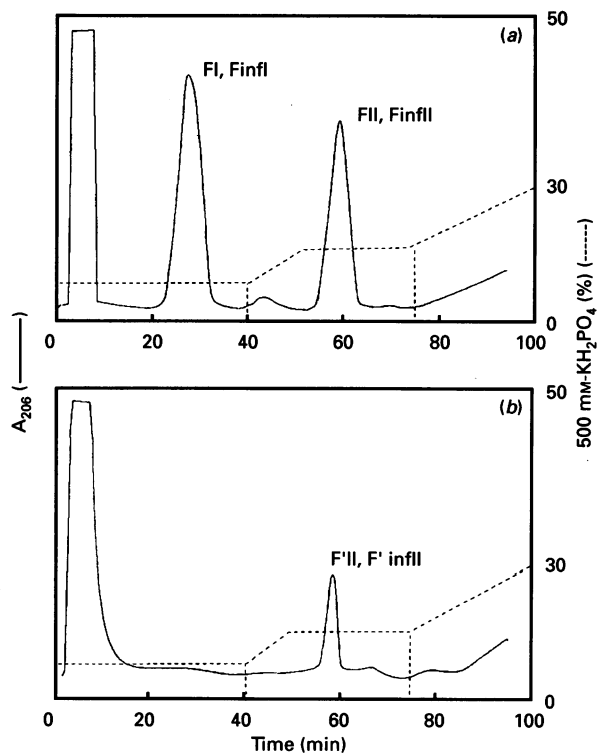 50
(a)
FI, FinfI
FII, FinfII
30
0
0 20 40 60 80 100
50
(b)
F'II, F' infII
30
0
0 20 40 60 80 100
Time (min)
A206 (——)
500 mM-KH2PO4 (%) (-----)